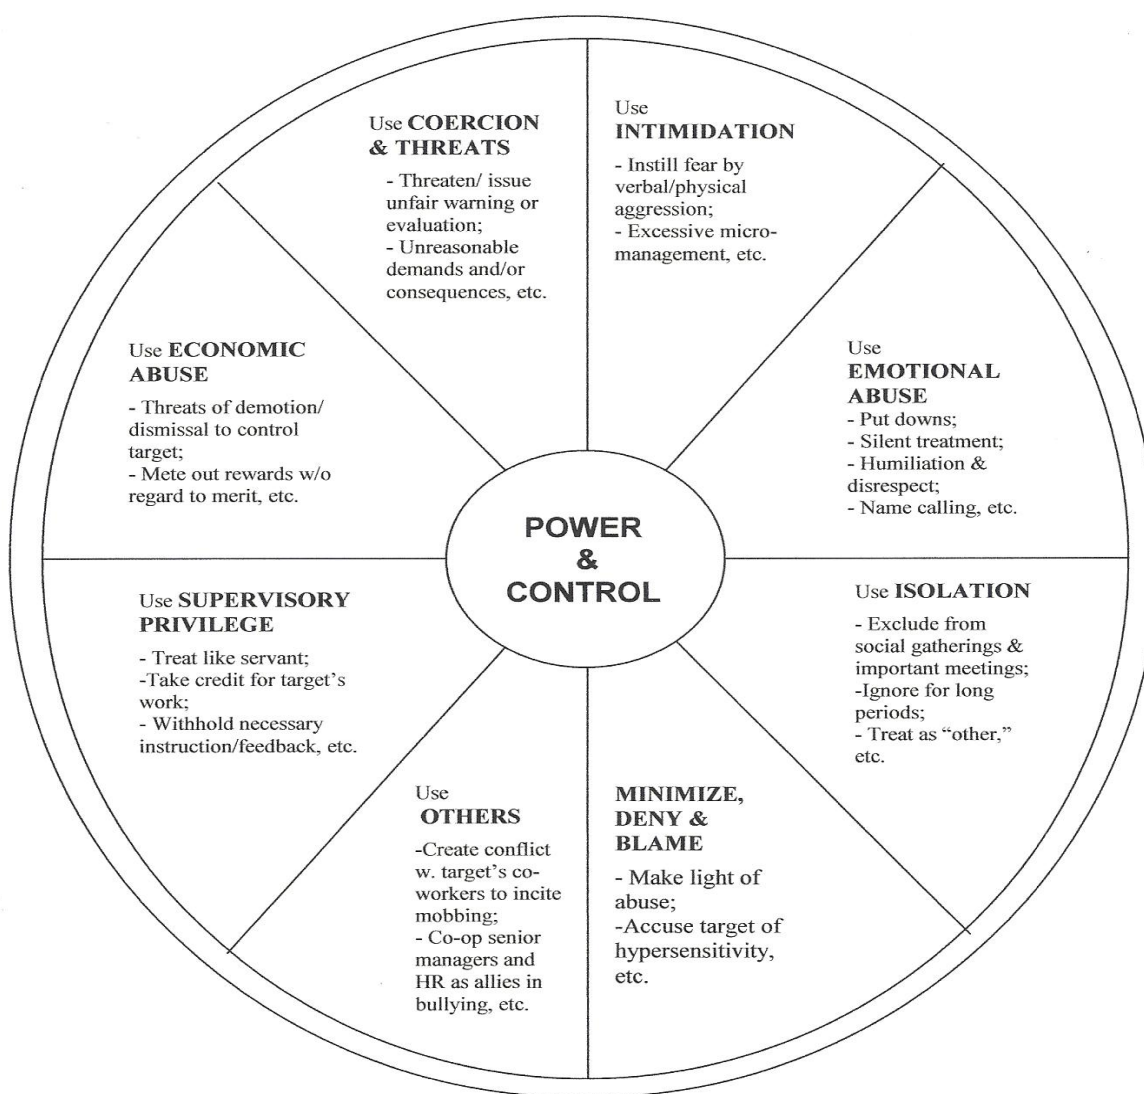 Use COERCION
& THREATS
- Threaten/ issue
unfair warning or
evaluation;
- Unreasonable
demands and/or
consequences, etc.
Use
INTIMIDATION
- Instill fear by
verbal/physical
aggression;
- Excessive micro-
management, etc.
Use
EMOTIONAL
ABUSE
- Put downs;
- Silent treatment;
- Humiliation &
disrespect;
- Name calling, etc.
Use ISOLATION
- Exclude from
social gatherings &
important meetings;
-Ignore for long
periods;
- Treat as “other,”
etc.
MINIMIZE,
DENY &
BLAME
- Make light of
abuse;
-Accuse target of
hypersensitivity,
etc.
Use
OTHERS
-Create conflict
w. target’s co-
workers to incite
mobbing;
- Co-op senior
managers and
HR as allies in
bullying, etc.
Use SUPERVISORY
PRIVILEGE
- Treat like servant;
-Take credit for target’s
work;
- Withhold necessary
instruction/feedback, etc.
Use ECONOMIC
ABUSE
- Threats of demotion/
dismissal to control
target;
- Mete out rewards w/o
regard to merit, etc.
POWER
&
CONTROL